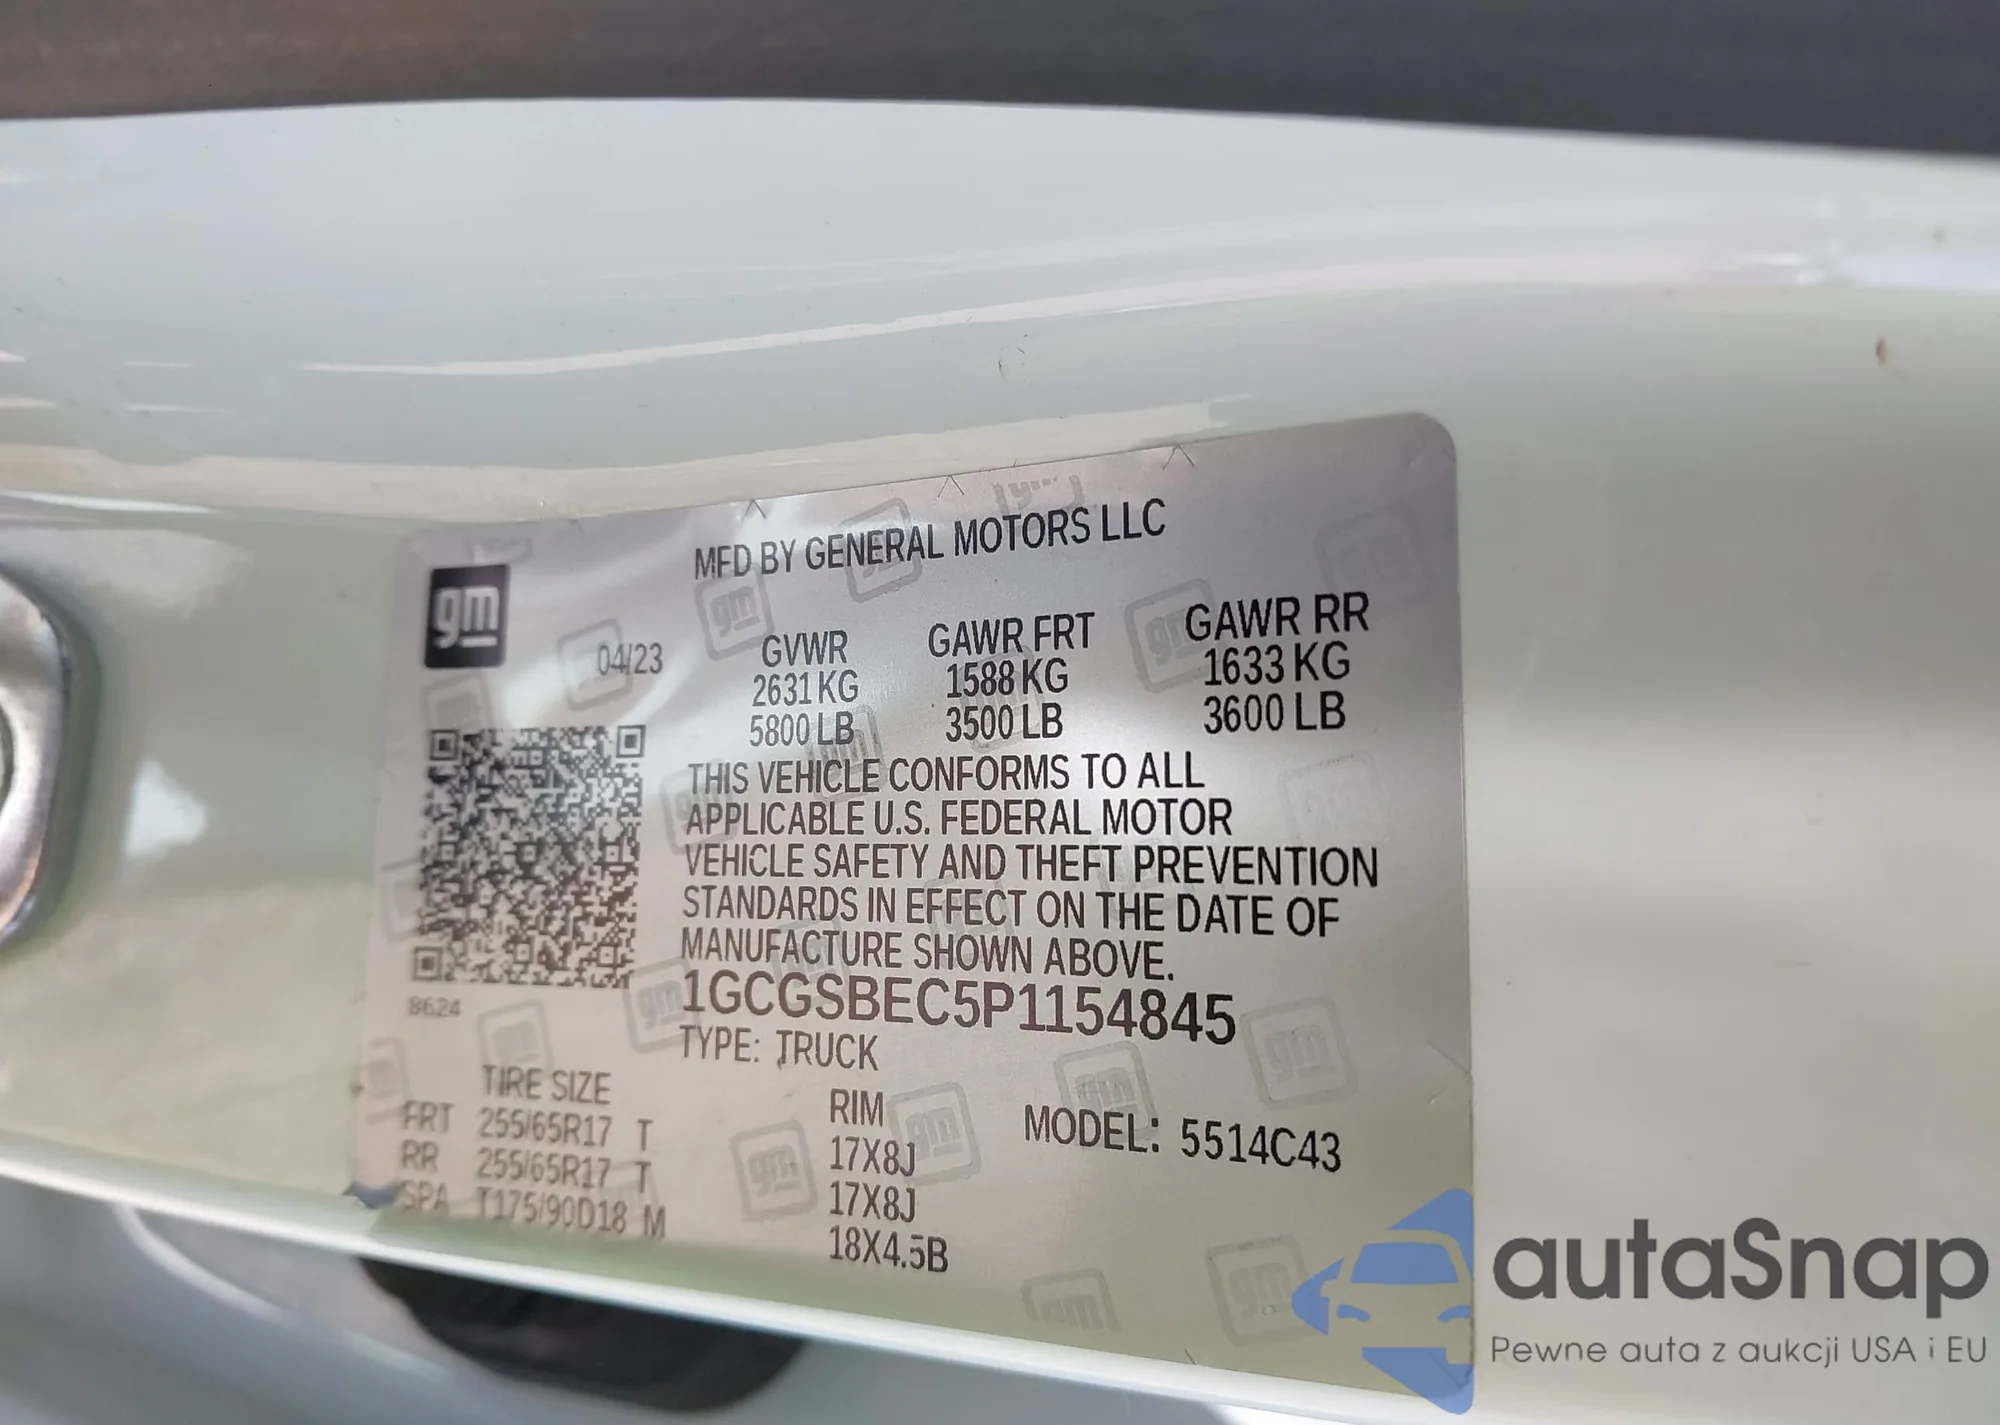 MFD BY GENERAL MOTORS LLC
gm
04/23
GVWR GAWR FRT GAWR RR
2631 KG 1588 KG 1633 KG
5800 LB 3500 LB 3600 LB
THIS VEHICLE CONFORMS TO ALL
APPLICABLE U.S. FEDERAL MOTOR
VEHICLE SAFETY AND THEFT PREVENTION
STANDARDS IN EFFECT ON THE DATE OF
MANUFACTURE SHOWN ABOVE.
1GCGSBEC5P1154845
8624
TYPE: TRUCK
TIRE SIZE RIM
FRT 255/65R17 T 17X8J
RR 255/65R17 T 17X8J
SPA T175/90D18 M 18X4.5B
MODEL: 5514C43
autaSnap
Pewne auta z aukcji USA i EU